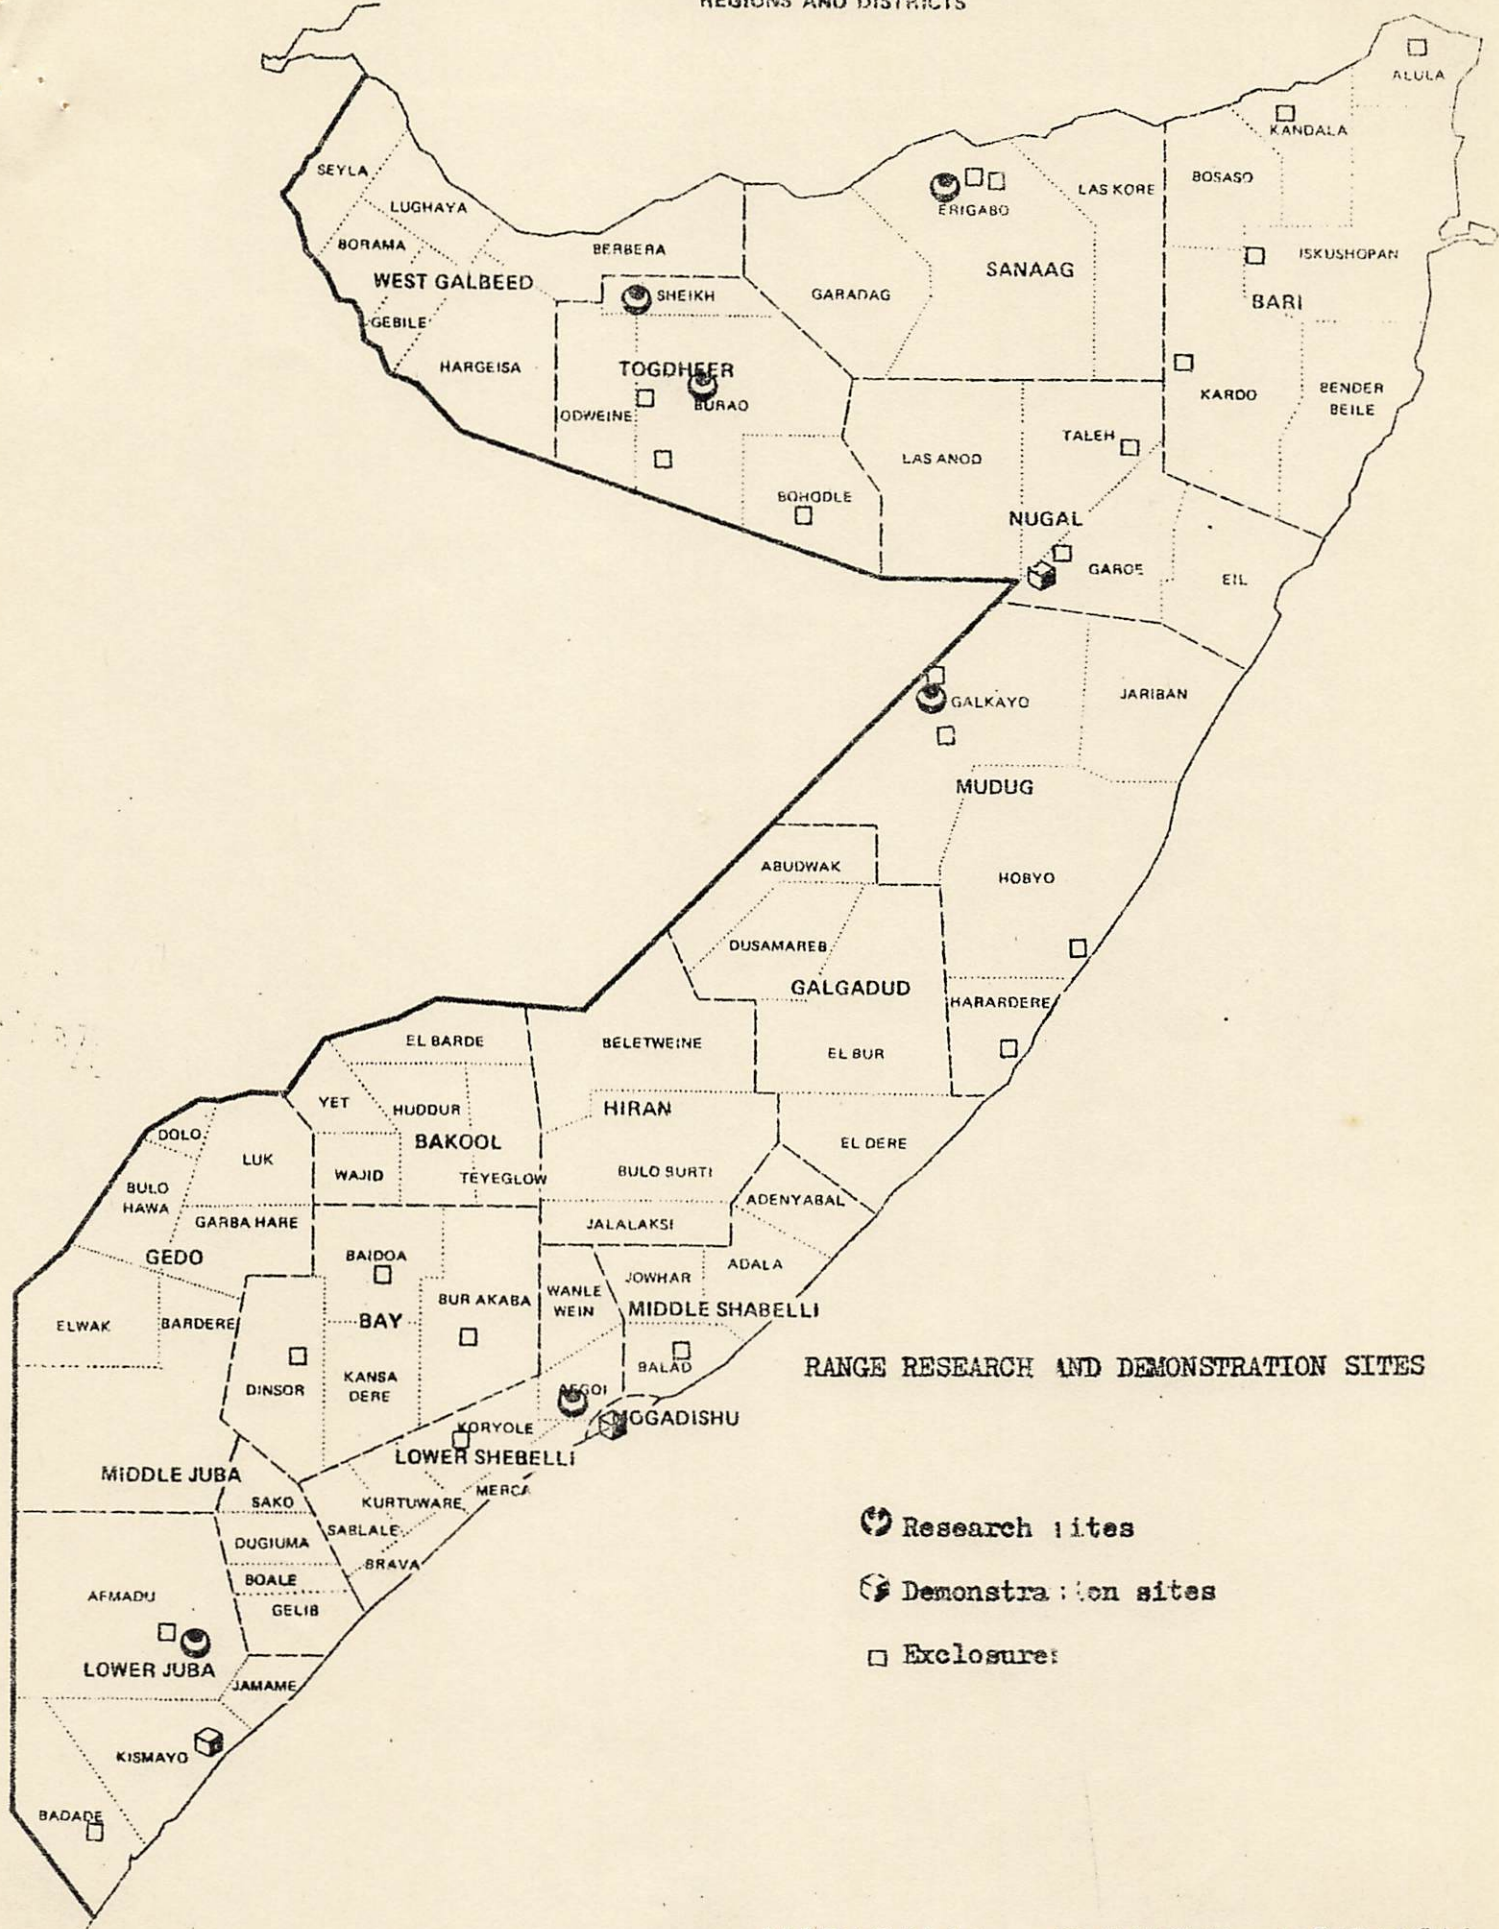 REGIONS AND DISTRICTS
ALULA
KANDALA
SEYLA
BOSASO
LAS KORE
LUGHAYA
ERIGABO
BORAMA
BERBERA
ISKUSHOPAN
SANAAG
WEST GALBEED
SHEIKH
GARADAG
BARI
GEBILE
HARGEISA
TOGDHEER
KARDO
BENDER
BEILE
BURAO
ODWEINE
TALEH
LAS ANOD
BOHODLE
NUGAL
GAROE
EIL
GALKAYO
JARIBAN
MUDUG
ABUDWAK
HOBYO
DUSAMAREB
GALGADUD
HARARDERE
EL BARDE
BELETWEINE
EL BUR
YET
HUDDUR
HIRAN
DOLO
BAKOOL
EL DERE
LUK
WAJID
TEYEGLOW
BULO BURTI
BULO
HAWA
ADENYABAL
GARBA HARE
JALALAKSI
GEDO
BAIDOA
ADALA
JOWHAR
WANLE
WEIN
BUR AKABA
MIDDLE SHABELLI
ELWAK
BARDERE
BAY
BALAD
RANGE RESEARCH AND DEMONSTRATION SITES
KANSA
DERE
DINSOR
AFGOI
MOGADISHU
KORYOLE
LOWER SHEBELLI
MIDDLE JUBA
MERCA
SAKO
KURTUWARE
SABLALE
Research sites
DUGIUMA
BRAVA
BOALE
Demonstration sites
AFMADU
GELIB
Exclosures
LOWER JUBA
JAMAME
KISMAYO
BADADE